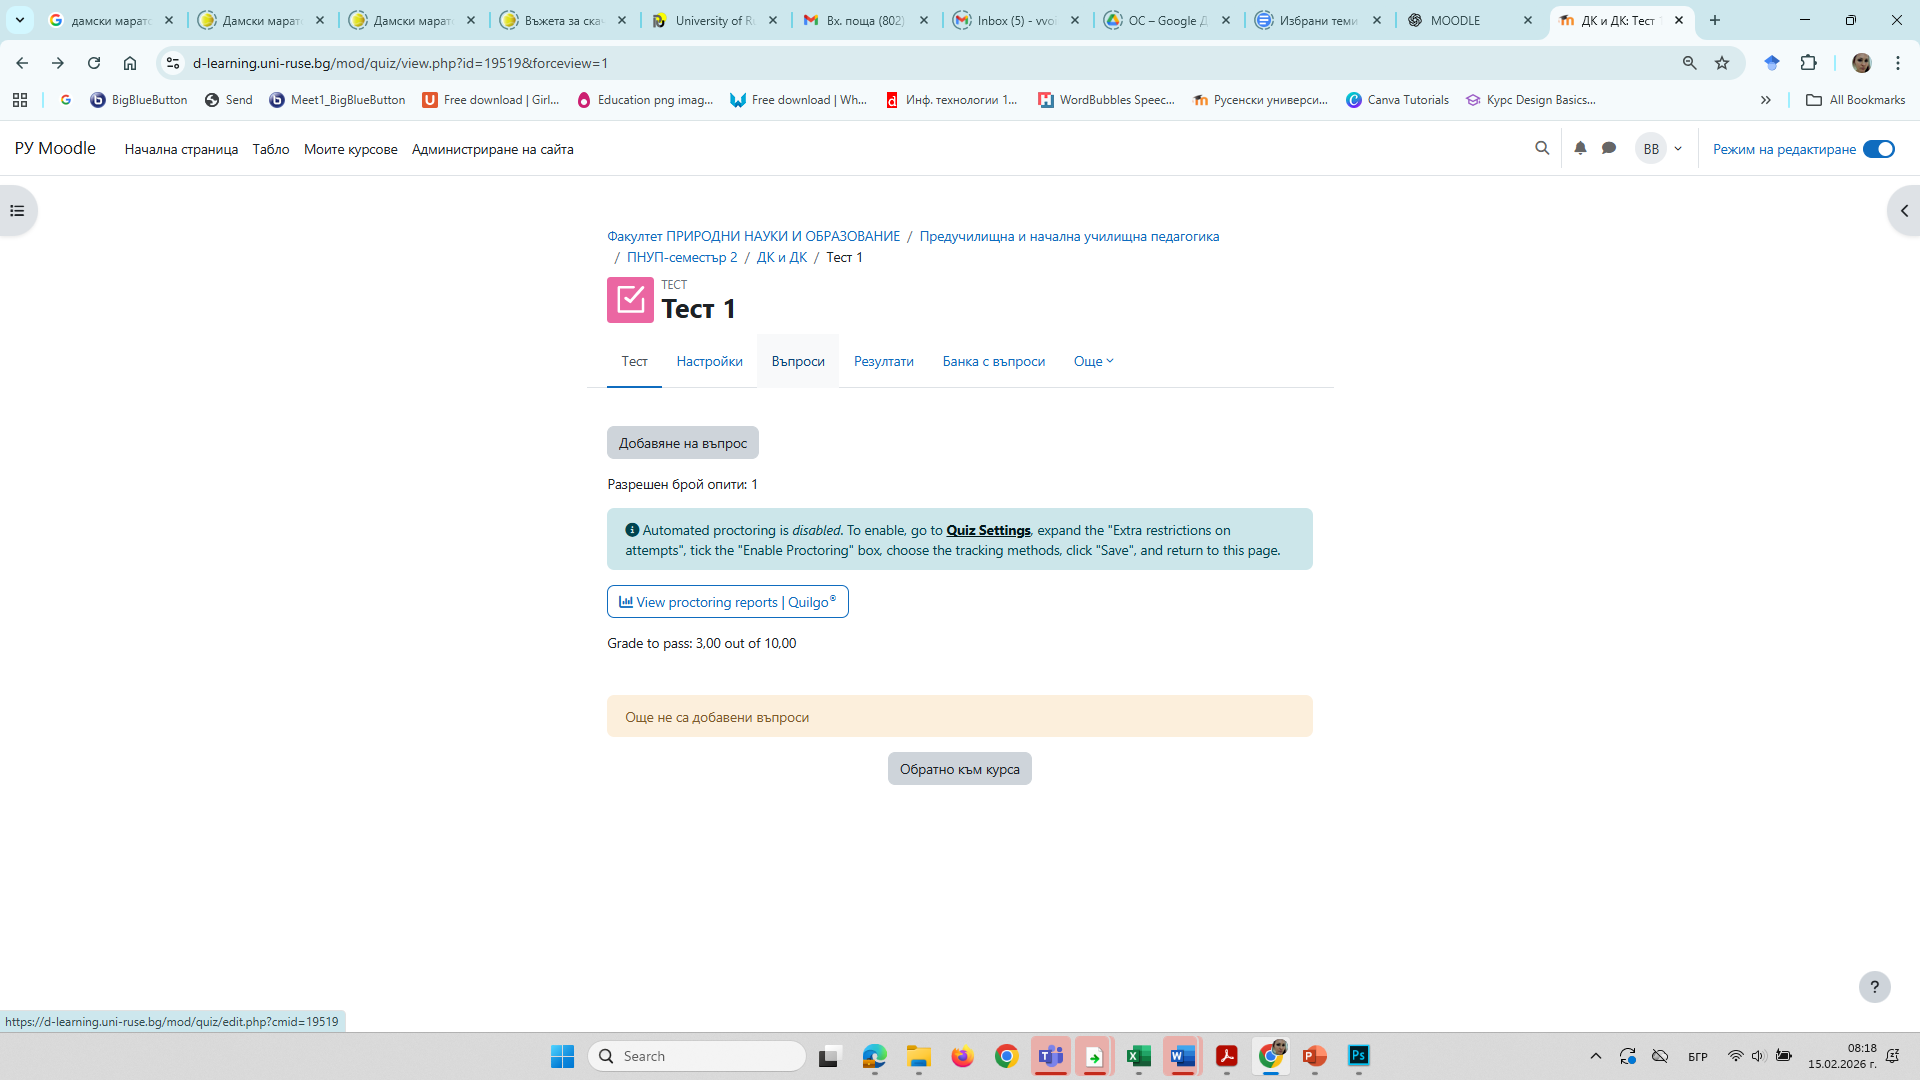 дамски марато
Дамски марато
Дамски марато
Въжета за скач
University of Ru
Вх. поща (802)
Inbox (5) - vvoi
ОС – Google Д
Избрани теми
MOODLE
ДК и ДК: Тест 1
d-learning.uni-ruse.bg/mod/quiz/view.php?id=19519&forceview=1
BigBlueButton
Send
Meet1_BigBlueButton
Free download | Girl...
Education png imag...
Free download | Wh...
Инф. технологии 1...
WordBubbles Speec...
Русенски универси...
Canva Tutorials
Курс Design Basics...
All Bookmarks
РУ Moodle
Начална страница
Табло
Моите курсове
Администриране на сайта
ВВ
Режим на редактиране
Факултет ПРИРОДНИ НАУКИ И ОБРАЗОВАНИЕ / Предучилищна и начална училищна педагогика
/ ПНУП-семестър 2 / ДК и ДК / Тест 1
ТЕСТ
Тест 1
Тест
Настройки
Въпроси
Резултати
Банка с въпроси
Още
Добавяне на въпрос
Разрешен брой опити: 1
Automated proctoring is disabled. To enable, go to Quiz Settings, expand the "Extra restrictions on
attempts", tick the "Enable Proctoring" box, choose the tracking methods, click "Save", and return to this page.
View proctoring reports | Quilgo®
Grade to pass: 3,00 out of 10,00
Още не са добавени въпроси
Обратно към курса
?
https://d-learning.uni-ruse.bg/mod/quiz/edit.php?cmid=19519
Search
БГР
08:18
15.02.2026 г.